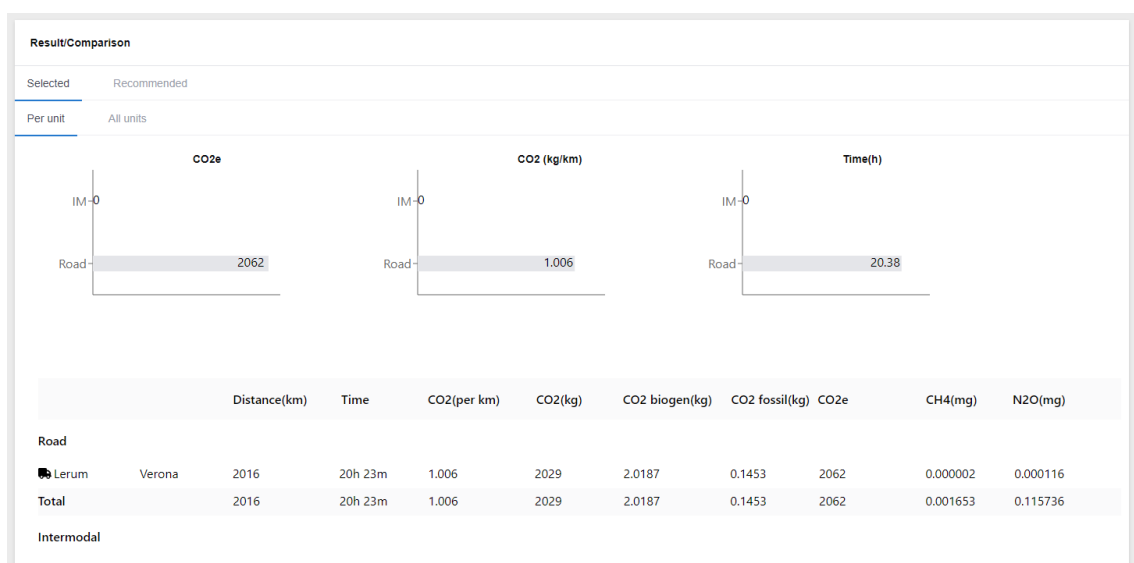 Result/Comparison
Selected Recommended
Per unit All units
CO2e CO2 (kg/km) Time(h)
IM 0 IM 0 IM 0
Road 2062 Road 1.006 Road 20.38
Distance(km) Time CO2(per km) CO2(kg) CO2 biogen(kg) CO2 fossil(kg) CO2e CH4(mg) N2O(mg)
Road
Lerum Verona 2016 20h 23m 1.006 2029 2.0187 0.1453 2062 0.000002 0.000116
Total 2016 20h 23m 1.006 2029 2.0187 0.1453 2062 0.001653 0.115736
Intermodal